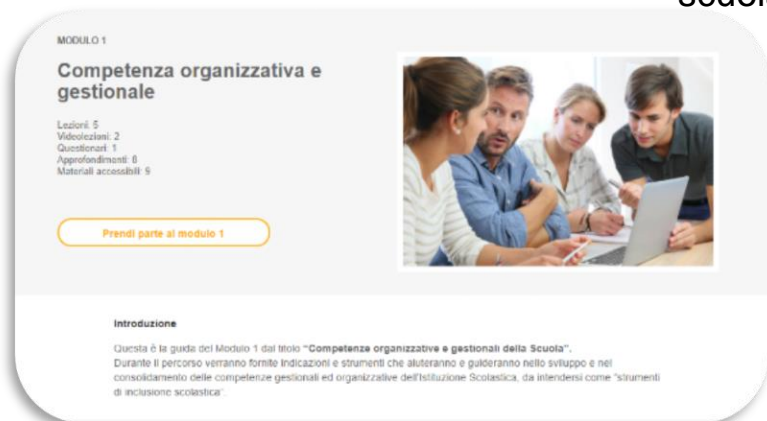 scuola
MODULO 1
Competenza organizzativa e
gestionale
Lezioni: 5
Videolezioni: 2
Questionari: 1
Approfondimenti: 8
Materiali accessibili: 9
Prendi parte al modulo 1
Introduzione
Questa è la guida del Modulo 1 dal titolo "Competenze organizzative e gestionali della Scuola".
Durante il percorso verranno fornite indicazioni e strumenti che aiuteranno e guideranno nello sviluppo e nel
consolidamento delle competenze gestionali ed organizzative dell'Istituzione Scolastica, da intendersi come "strumenti
di inclusione scolastica".